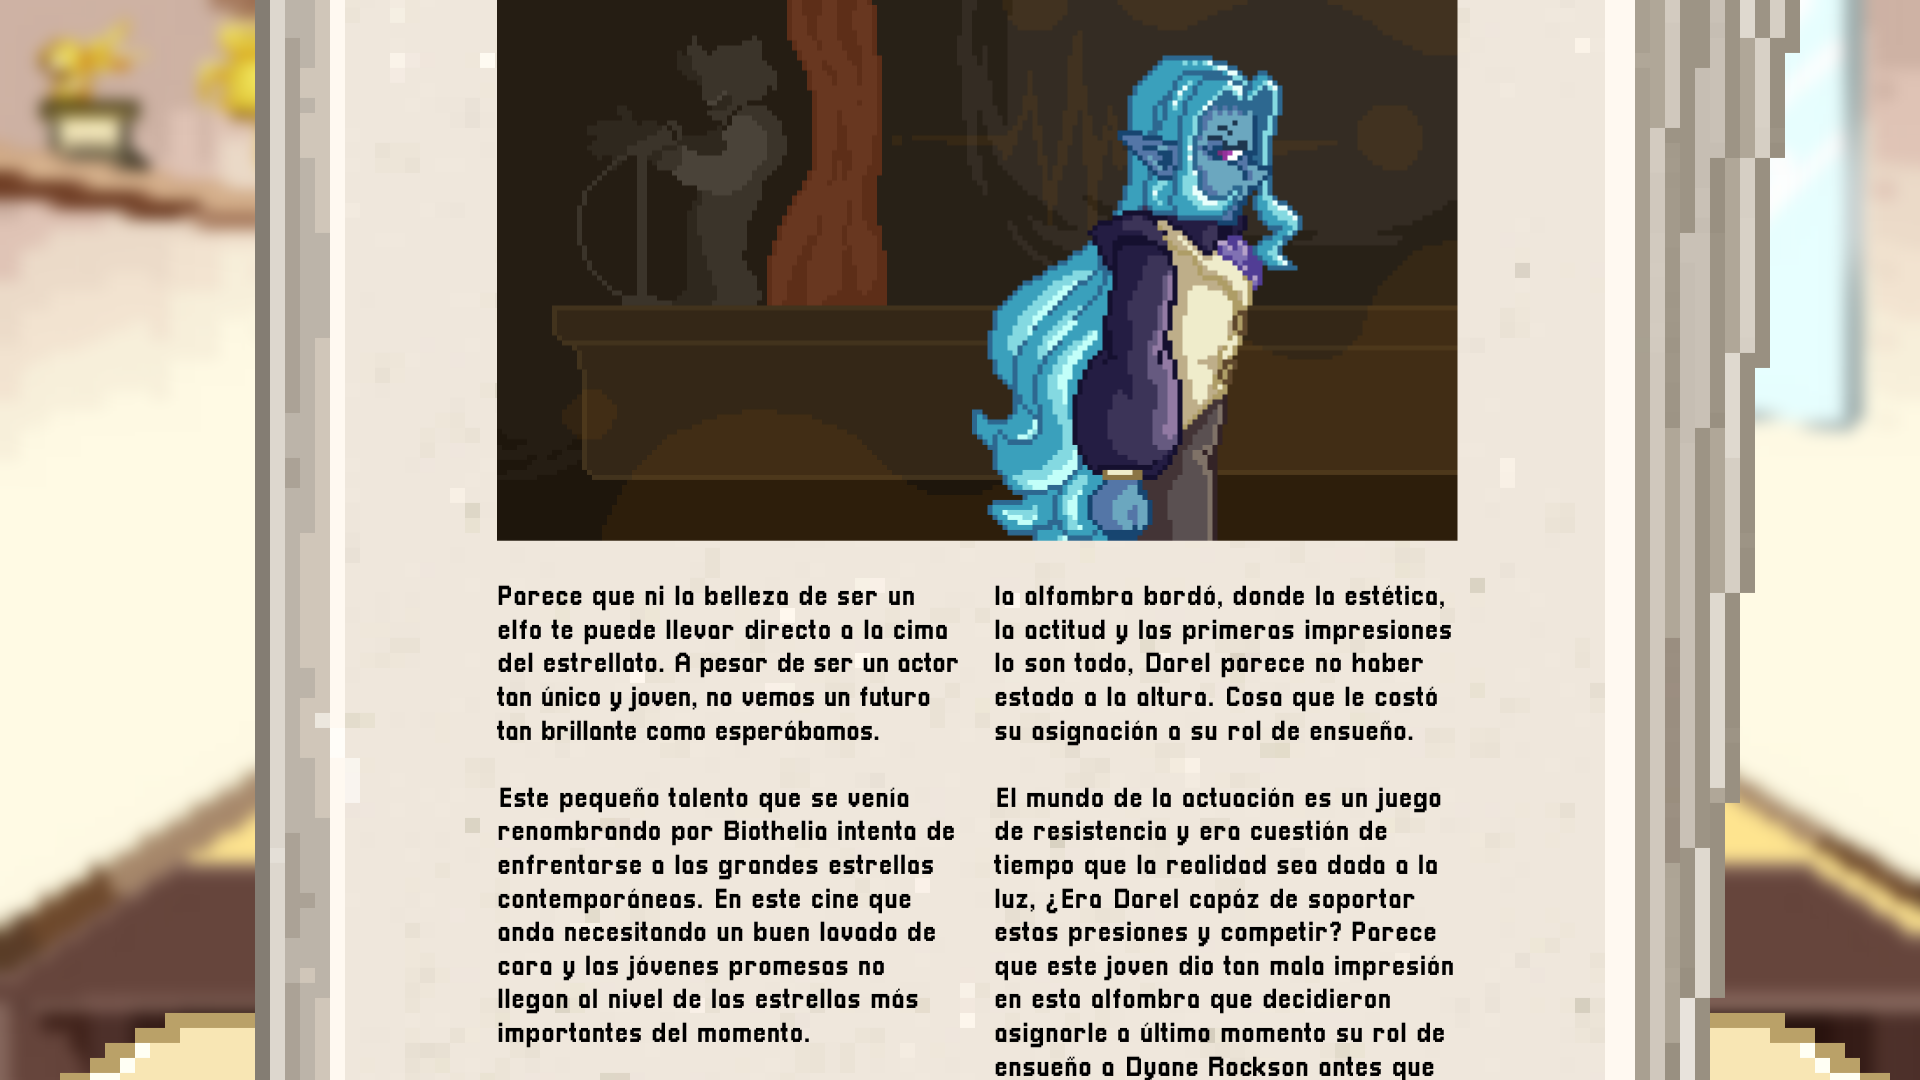 Parece que ni la belleza de ser un
elfo te puede llevar directo a la cima
del estrellato. A pesar de ser un actor
tan único y joven, no vemos un futuro
tan brillante como esperábamos.
Este pequeño talento que se venía
renombrando por Biothelia intenta de
enfrentarse a las grandes estrellas
contemporáneas. En este cine que
anda necesitando un buen lavado de
cara y las jóvenes promesas no
llegan al nivel de las estrellas más
importantes del momento.
la alfombra bordó, donde la estética,
la actitud y las primeras impresiones
lo son todo, Darel parece no haber
estado a la altura. Cosa que le costó
su asignación a su rol de ensueño.
El mundo de la actuación es un juego
de resistencia y era cuestión de
tiempo que la realidad sea dada a la
luz, ¿Era Darel capáz de soportar
estas presiones y competir? Parece
que este joven dio tan mala impresión
en esta alfombra que decidieron
asignarle a último momento su rol de
ensueño a Dyane Rockson antes que